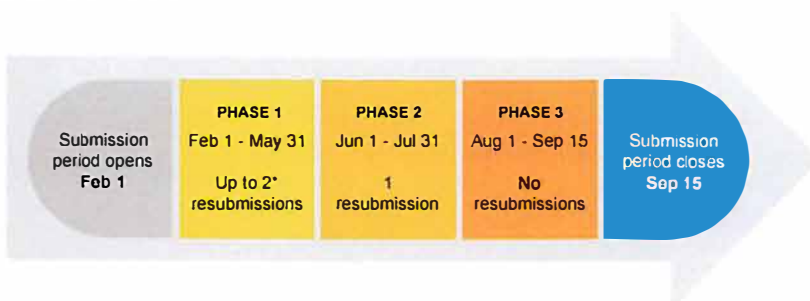 Submission
period opens
Feb 1
PHASE 1
Feb 1 - May 31
Up to 2*
resubmissions
PHASE 2
Jun 1 - Jul 31
1
resubmission
PHASE 3
Aug 1 - Sep 15
No
resubmissions
Submission
period closes
Sep 15